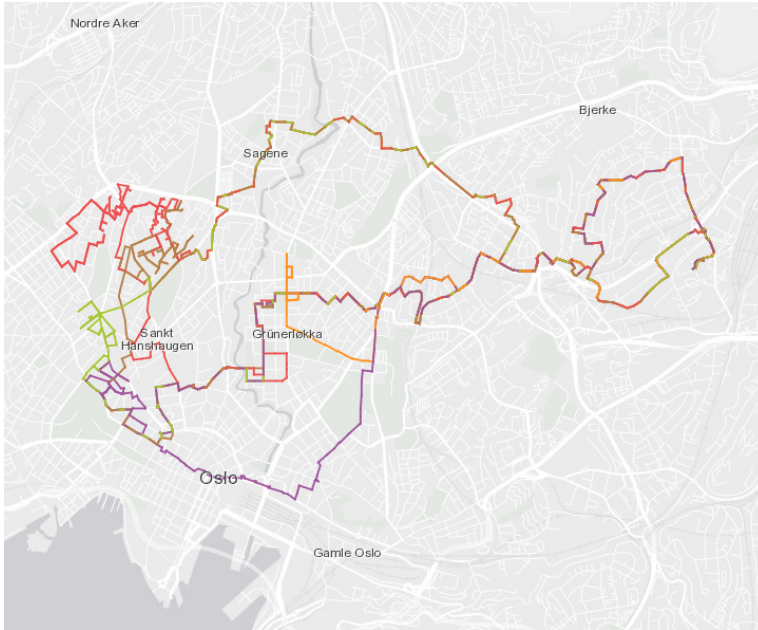 Nordre Aker
Bjerke
Sagene
Sankt
Hanshaugen
Grünerløkka
Oslo
Gamle Oslo